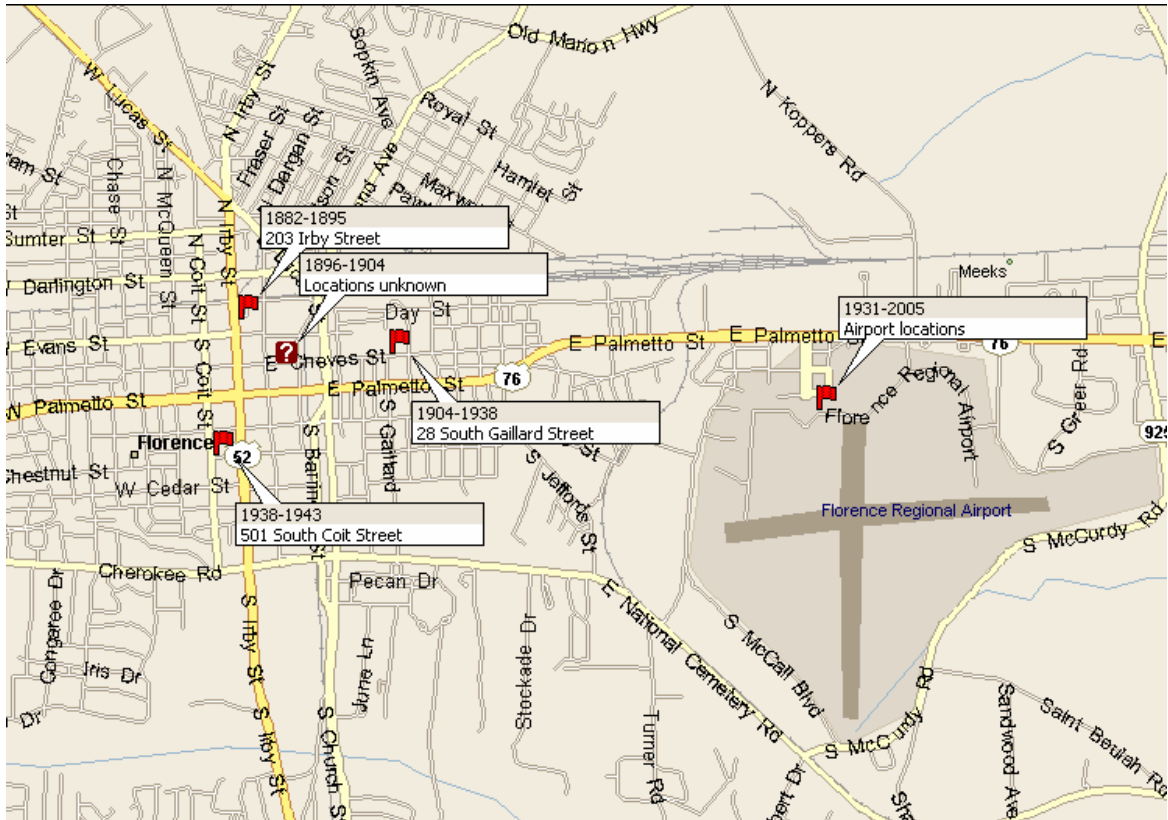 Old Marion Hwy
Sopkin Ave
N Irby St
W Lucas St
Royal St
N Koppers Rd
Fraser St
Dargan St
Chase St
N McQueen St
Hamlet St
1882-1895
203 Irby Street
Sumter St
N Coit St
N Irby St
1896-1904
Locations unknown
Meeks
Darlington St
Day St
1931-2005
Airport locations
Evans St
E Cheves St
E Palmetto St
E Palmetto St
76
E Palmetto St
76
W Palmetto St
S Coit St
1904-1938
28 South Gaillard Street
Florence Regional Airport
S Greer Rd
S Gaillard
Florence
52
925
Chestnut St
W Cedar St
S Jeffords St
1938-1943
501 South Coit Street
Florence Regional Airport
S McCurdy Rd
Cherokee Rd
Pecan Dr
E National Cemetery Rd
Congaree Dr
Iris Dr
S Irby St
S Irby St
June Ln
S Church St
Stockade Dr
Turner Rd
S McCall Blvd
S McCurdy Rd
Sandwood Ave
Saint Beulah Rd
Dr